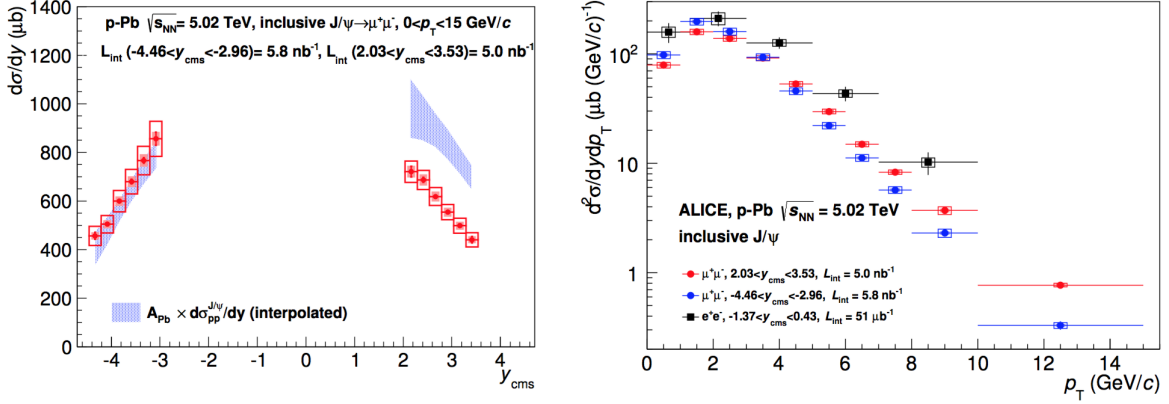 p-Pb √sNN= 5.02 TeV, inclusive J/ψ→μ⁺μ⁻, 0<pT<15 GeV/c
Lint (-4.46<ycms<-2.96)= 5.8 nb⁻¹, Lint (2.03<ycms<3.53)= 5.0 nb⁻¹
dσ/dy (μb)
1400
1200
1000
800
600
400
200
0
APb × dσppJ/ψ/dy (interpolated)
-4 -3 -2 -1 0 1 2 3 4
ycms
d²σ/dydpT (μb (GeV/c)⁻¹)
10²
10
1
ALICE, p-Pb √sNN = 5.02 TeV
inclusive J/ψ
μ⁺μ⁻, 2.03<ycms<3.53, Lint = 5.0 nb⁻¹
μ⁺μ⁻, -4.46<ycms<-2.96, Lint = 5.8 nb⁻¹
e⁺e⁻, -1.37<ycms<0.43, Lint = 51 μb⁻¹
0 2 4 6 8 10 12 14
pT (GeV/c)